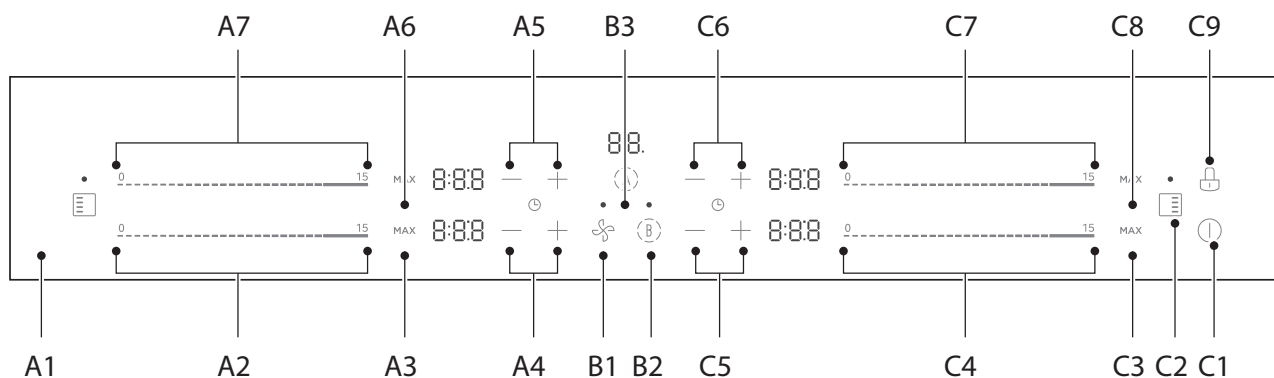 A7 A6 A5 B3 C6 C7 C8 C9
88.
0 15 MAX 8:8.8 8:8.8 0 15 MAX
A
0 15 MAX 8:8.8 B 8:8.8 0 15 MAX
A1 A2 A3 A4 B1 B2 C5 C4 C3 C2 C1